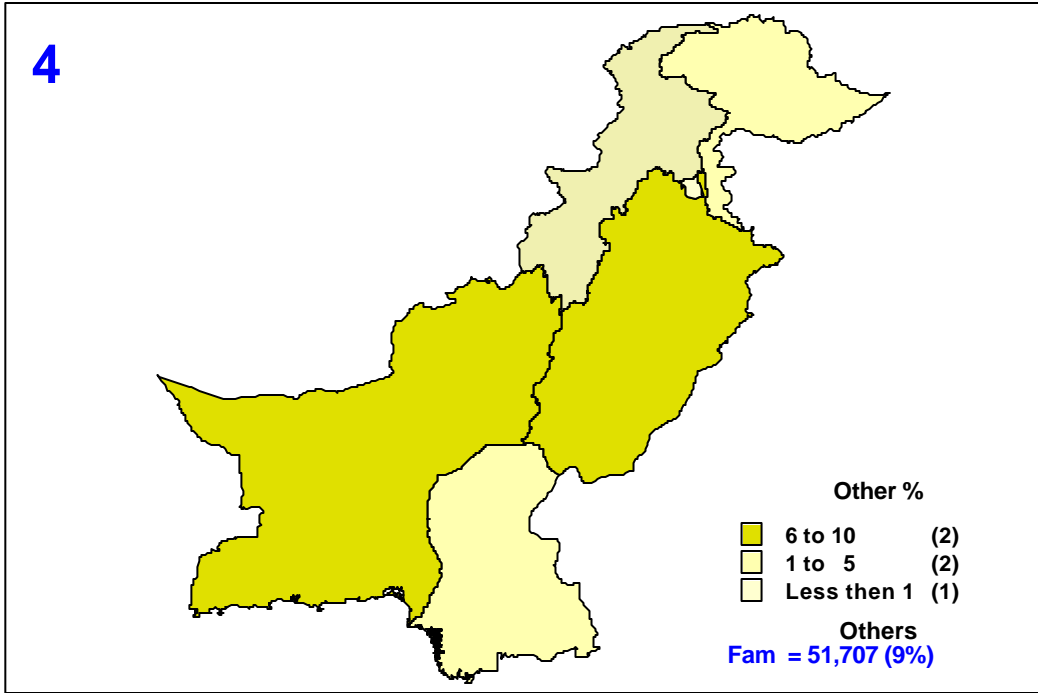 4
Other %
6 to 10 (2)
1 to 5 (2)
Less then 1 (1)
Others
Fam = 51,707 (9%)